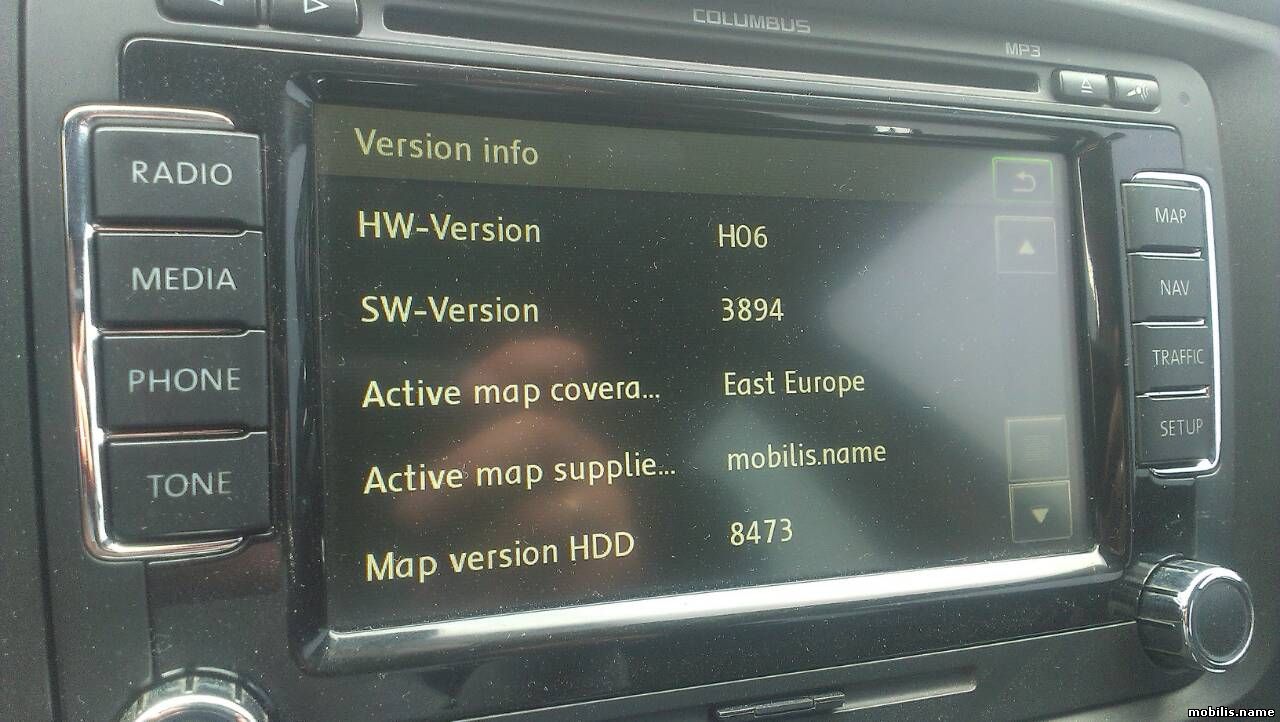 COLUMBUS
MP3
RADIO
MEDIA
PHONE
TONE
Version info
HW-Version H06
SW-Version 3894
Active map covera... East Europe
Active map supplie... mobilis.name
Map version HDD 8473
MAP
NAV
TRAFFIC
SETUP
mobilis.name